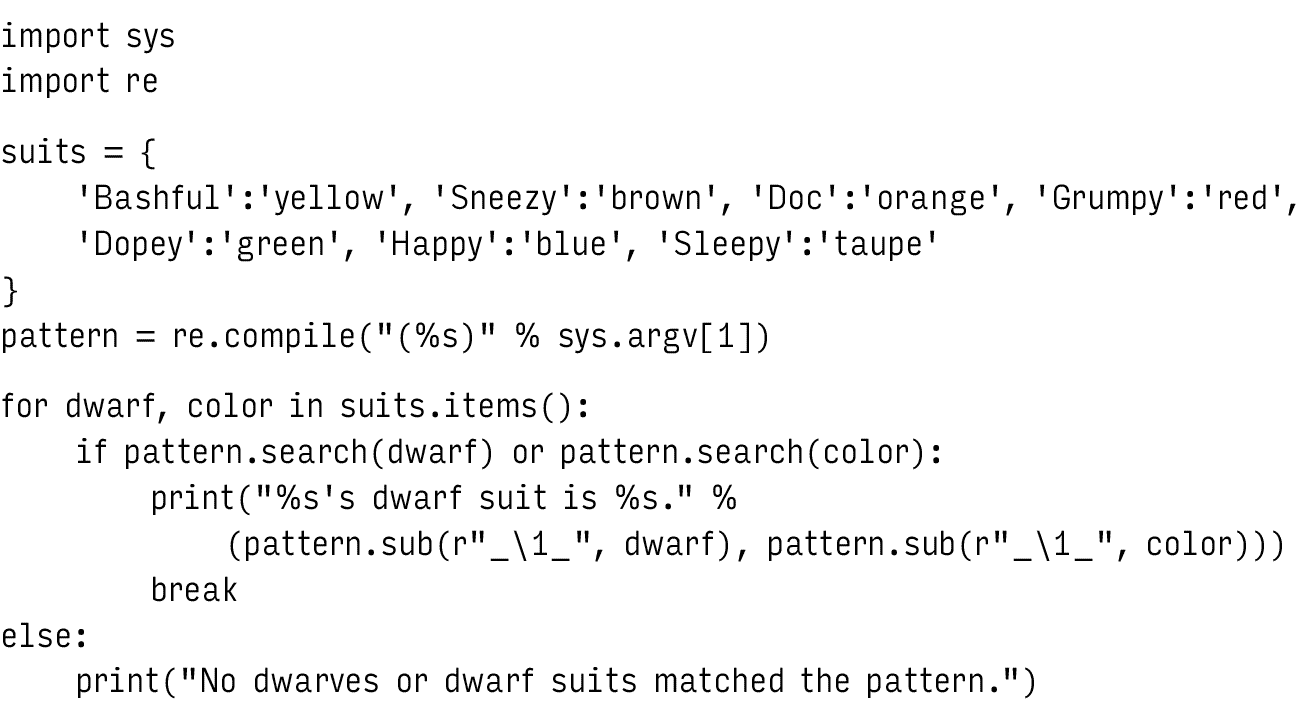 import sys
import re
suits = {
    'Bashful':'yellow', 'Sneezy':'brown', 'Doc':'orange', 'Grumpy':'red',
    'Dopey':'green', 'Happy':'blue', 'Sleepy':'taupe'
}
pattern = re.compile("(%s)" % sys.argv[1])
for dwarf, color in suits.items():
    if pattern.search(dwarf) or pattern.search(color):
        print("%s's dwarf suit is %s." %
            (pattern.sub(r"_\1_", dwarf), pattern.sub(r"_\1_", color)))
        break
else:
    print("No dwarves or dwarf suits matched the pattern.")